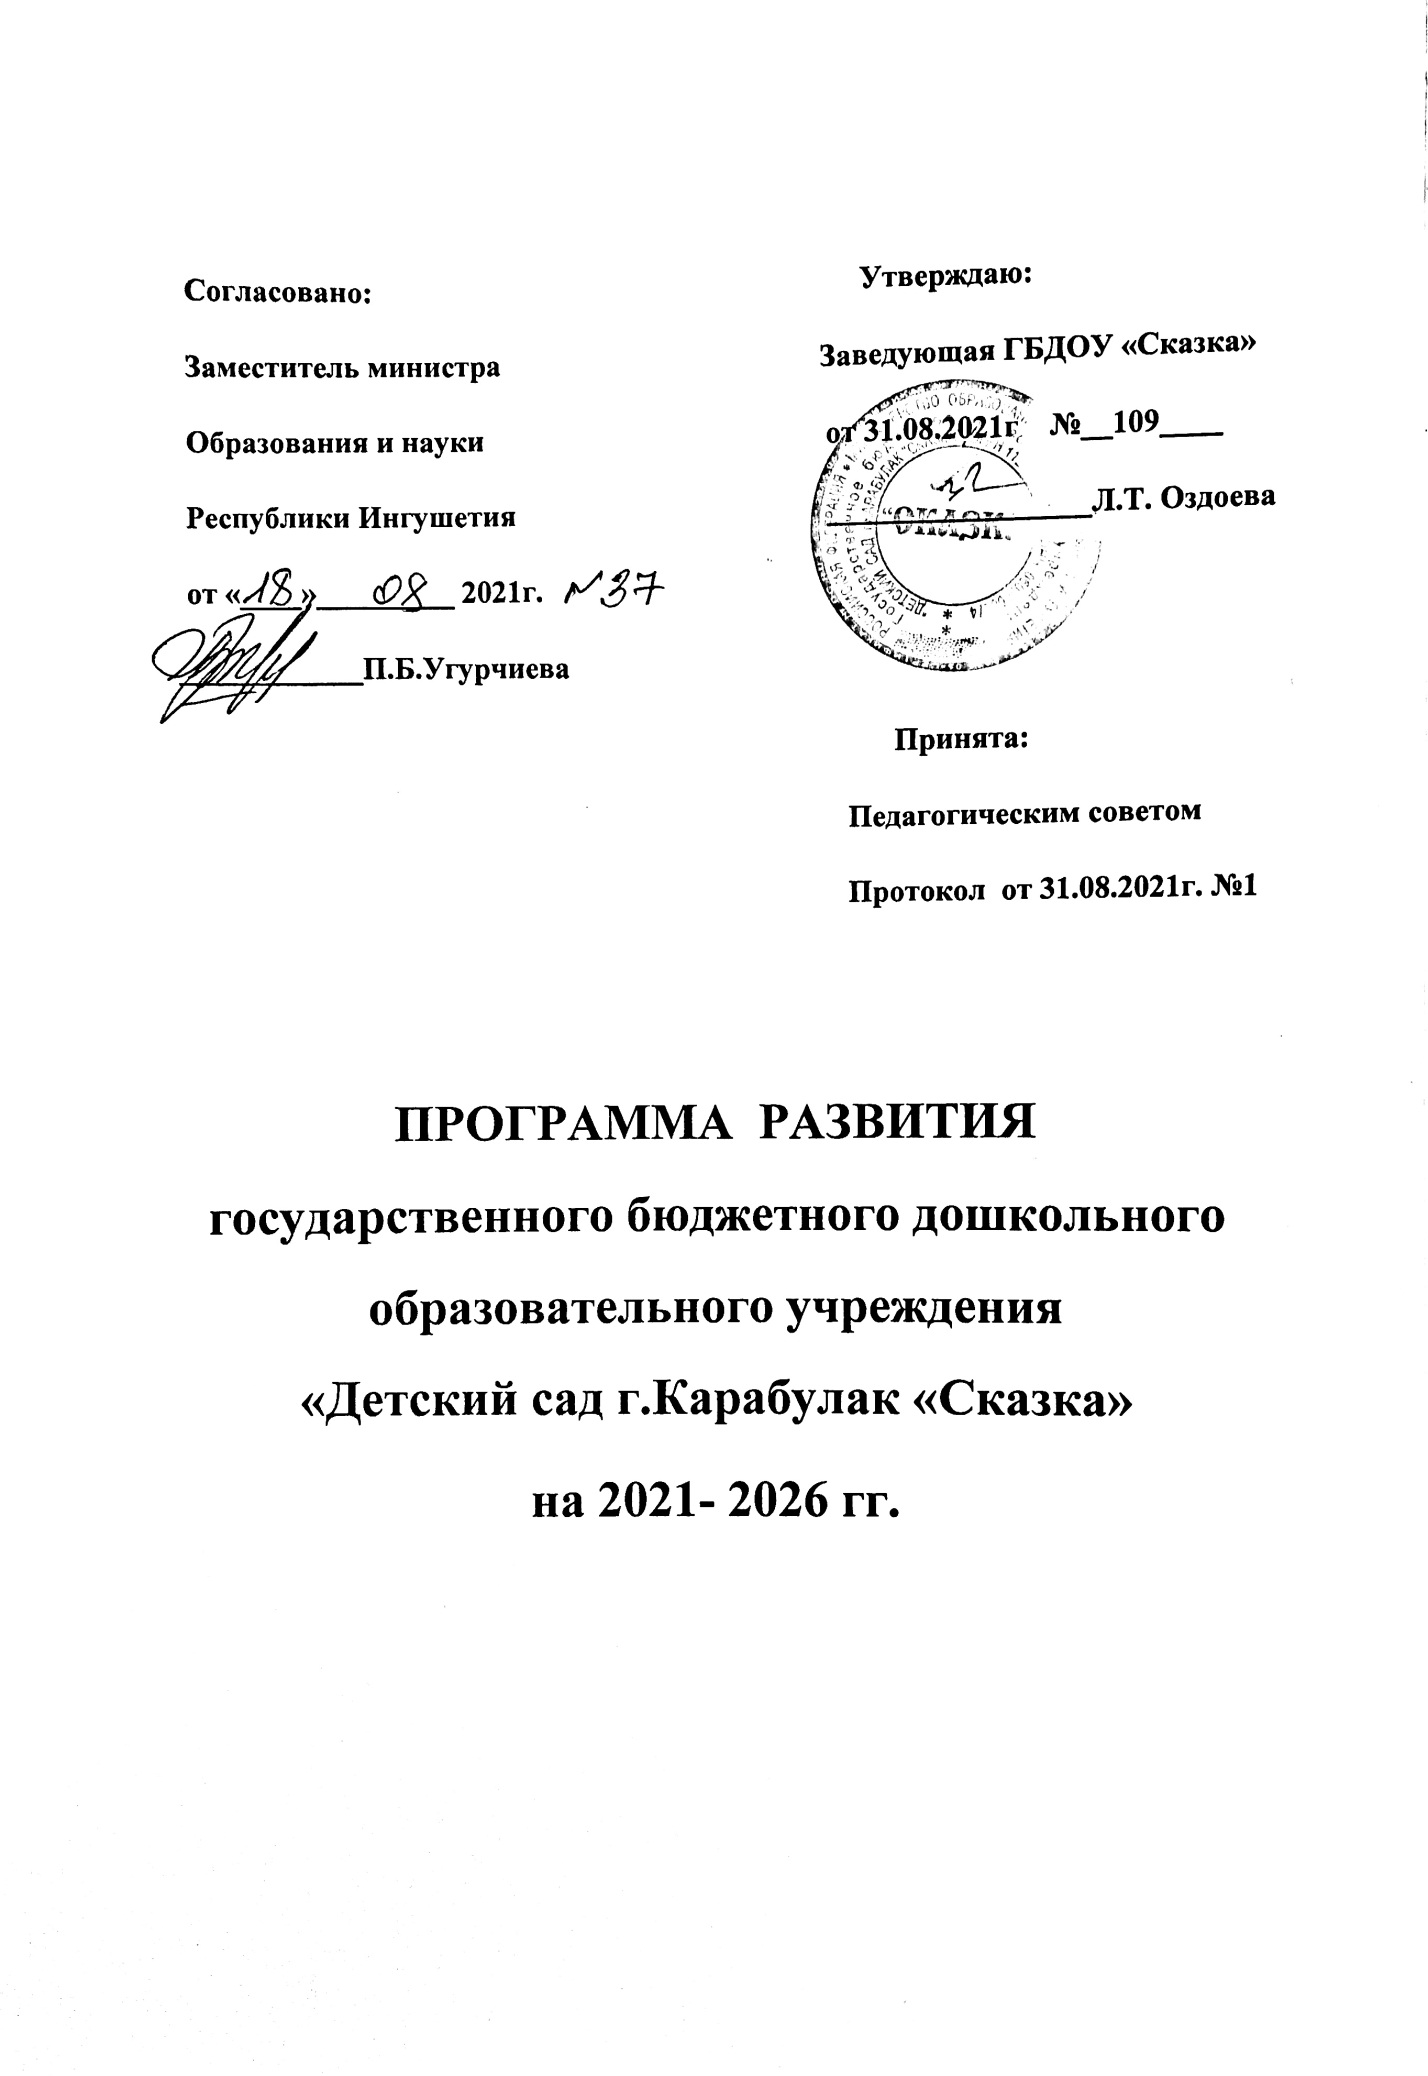 Согласовано:
Заместитель министра
Образования и науки
Республики Ингушетия
от «18» 08 2021г. №37
П.Б.Угурчиева
Утверждаю:
Заведующая ГБДОУ «Сказка»
от 31.08.2021г №__109____
Л.Т. Оздоева
Принята:
Педагогическим советом
Протокол от 31.08.2021г. №1
ПРОГРАММА РАЗВИТИЯ
государственного бюджетного дошкольного
образовательного учреждения
«Детский сад г.Карабулак «Сказка»
на 2021- 2026 гг.